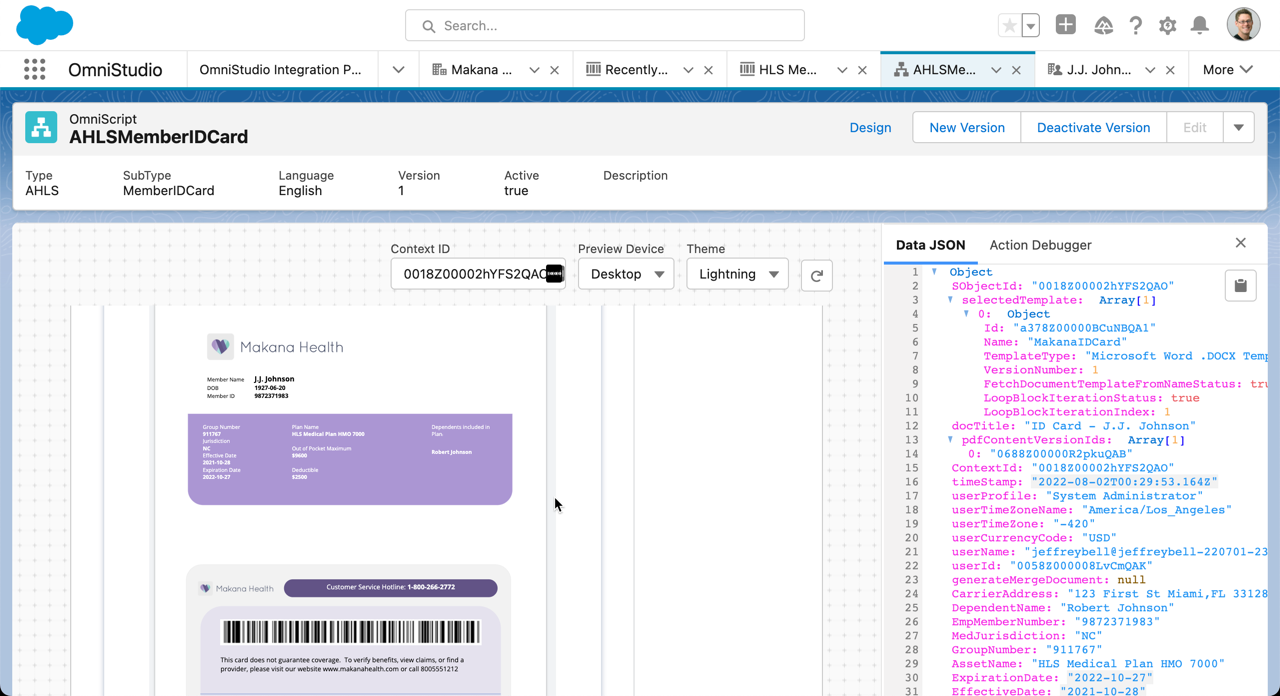 Search...
OmniStudio
OmniStudio Integration P...
Makana ...
Recently...
HLS Me...
AHLSMe...
J.J. John...
More
OmniScript
AHLSMemberIDCard
Design
New Version
Deactivate Version
Edit
Type
SubType
Language
Version
Active
Description
AHLS
MemberIDCard
English
1
true
Context ID
Preview Device
Theme
0018Z00002hYFS2QAO
Desktop
Lightning
Makana Health
Member Name J.J. Johnson
DOB 1927-06-20
Member ID 9872371983
Group Number
911767
Jurisdiction
NC
Effective Date
2021-10-28
Expiration Date
2022-10-27
Plan Name
HLS Medical Plan HMO 7000
Out of Pocket Maximum
$9600
Deductible
$2500
Dependents Included in
Plan.
Robert Johnson
Makana Health
Customer Service Hotline: 1-800-266-2772
This card does not guarantee coverage. To verify benefits, view claims, or find a
provider, please visit our website www.makanahealth.com or call 8005551212
Data JSON
Action Debugger
1 Object
2 SObjectId: "0018Z00002hYFS2QAO"
3 selectedTemplate: Array[1]
4 0: Object
5 Id: "a378Z00000BCuNBQA1"
6 Name: "MakanaIDCard"
7 TemplateType: "Microsoft Word .DOCX Temp
8 VersionNumber: 1
9 FetchDocumentTemplateFromNameStatus: tru
10 LoopBlockIterationStatus: true
11 LoopBlockIterationIndex: 1
12 docTitle: "ID Card - J.J. Johnson"
13 pdfContentVersionIds: Array[1]
14 0: "0688Z00000R2pkuQAB"
15 ContextId: "0018Z00002hYFS2QAO"
16 timeStamp: "2022-08-02T00:29:53.164Z"
17 userProfile: "System Administrator"
18 userTimeZoneName: "America/Los_Angeles"
19 userTimeZone: "-420"
20 userCurrencyCode: "USD"
21 userName: "jeffreybell@jeffreybell-220701-23
22 userId: "0058Z000008LvCmQAK"
23 generateMergeDocument: null
24 CarrierAddress: "123 First St Miami,FL 33128
25 DependentName: "Robert Johnson"
26 EmpMemberNumber: "9872371983"
27 MedJurisdiction: "NC"
28 GroupNumber: "911767"
29 AssetName: "HLS Medical Plan HMO 7000"
30 ExpirationDate: "2022-10-27"
31 EffectiveDate: "2021-10-28"